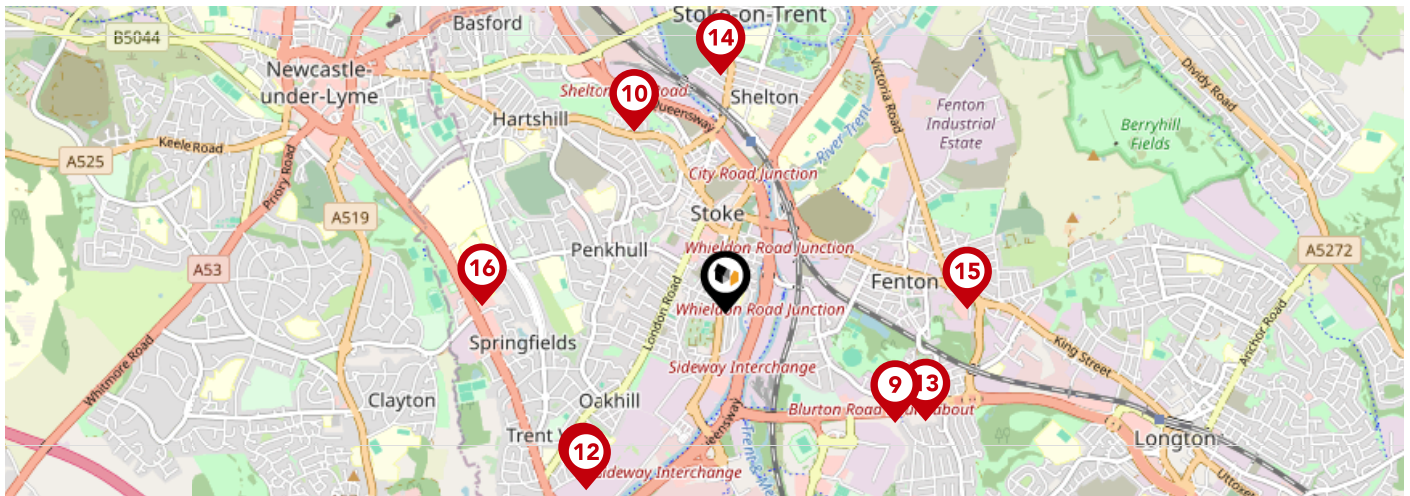 Stoke-on-Trent
Basford
B5044
14
Newcastle-
under-Lyme
Dividy Road
Victoria Road
10
Shelton
Queensway
Fenton
Industrial
Estate
Hartshill
Berryhill
Fields
River Trent
Keele Road
A525
City Road Junction
Priory Road
A519
Stoke
Penkhull
Whieldon Road Junction
A5272
A53
16
15
Fenton
Whieldon Road Junction
London Road
Springfields
Whitmore Road
King Street
Anchor Road
Sideway Interchange
9
13
Clayton
Oakhill
Blurton Road
Trent
12
Longton
Sideway Interchange